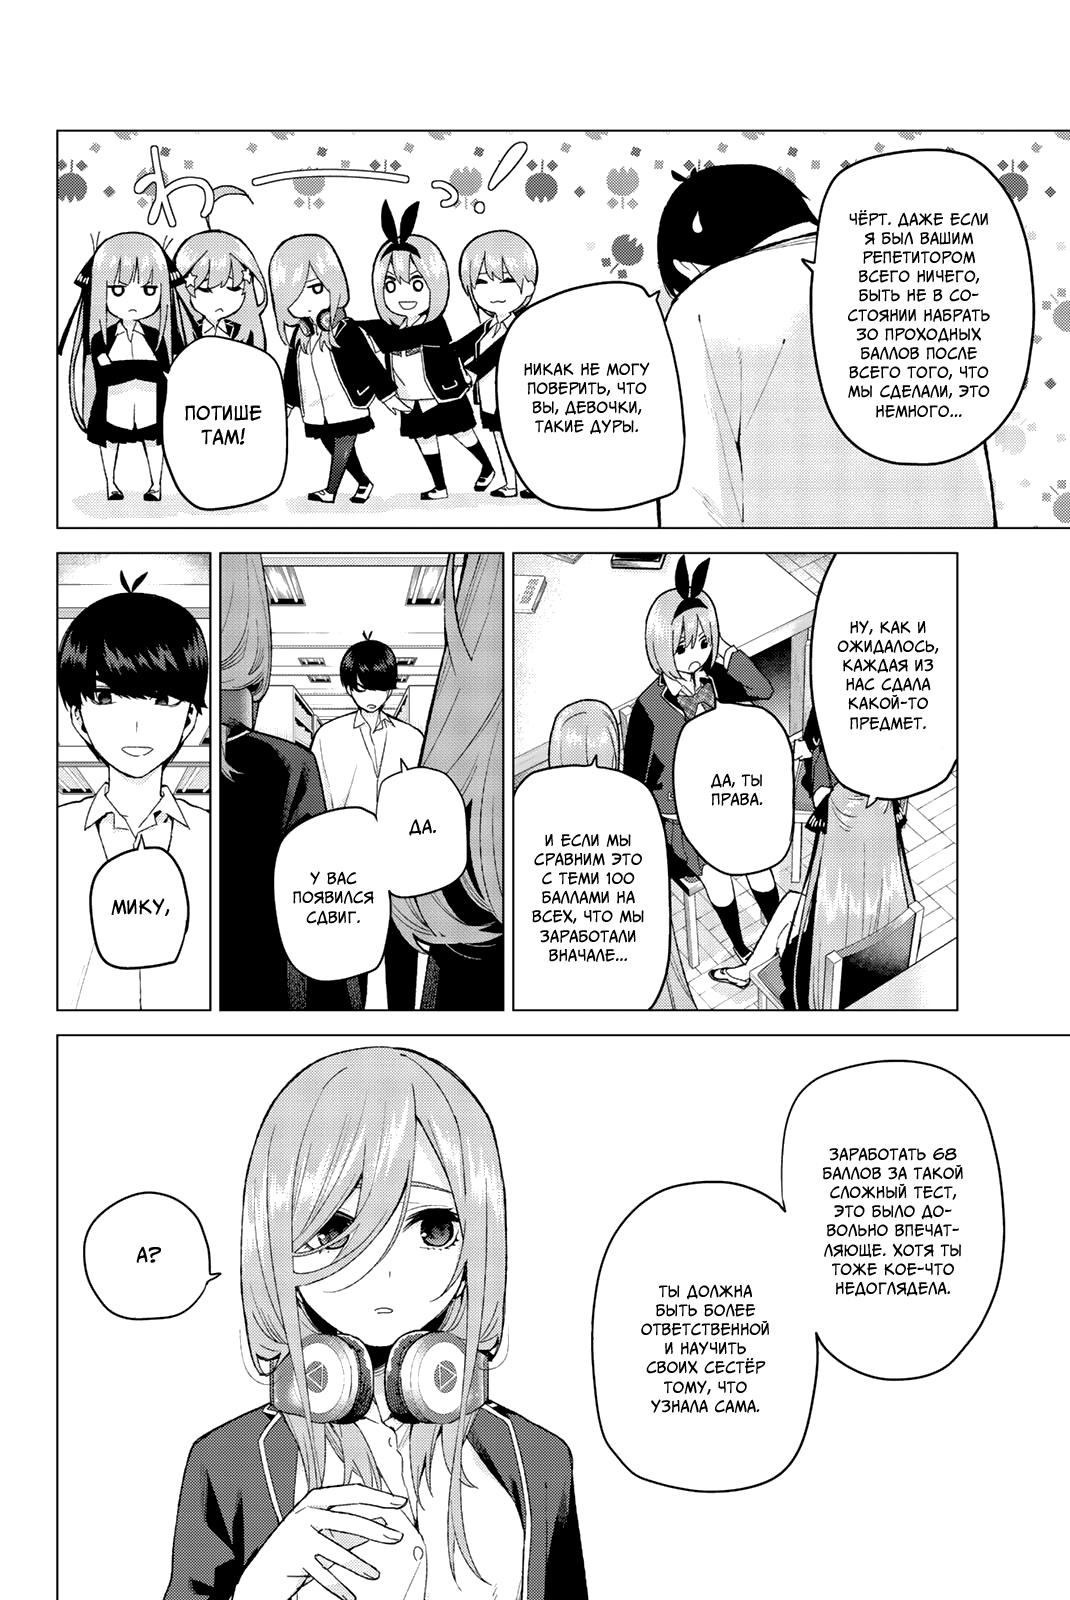 ЧЁРТ. ДАЖЕ ЕСЛИ
Я БЫЛ ВАШИМ
РЕПЕТИТОРОМ
ВСЕГО НИЧЕГО,
БЫТЬ НЕ В СО-
СТОЯНИИ НАБРАТЬ
30 ПРОХОДНЫХ
БАЛЛОВ ПОСЛЕ
ВСЕГО ТОГО, ЧТО
МЫ СДЕЛАЛИ, ЭТО
НЕМНОГО...
НИКАК НЕ МОГУ
ПОВЕРИТЬ, ЧТО
ВЫ, ДЕВОЧКИ,
ТАКИЕ ДУРЫ.
わーっ!
ПОТИШЕ
ТАМ!
НУ, КАК И
ОЖИДАЛОСЬ,
КАЖДАЯ ИЗ
НАС СДАЛА
КАКОЙ-ТО
ПРЕДМЕТ.
ДА, ТЫ
ПРАВА.
И ЕСЛИ МЫ
СРАВНИМ ЭТО
С ТЕМИ 100
БАЛЛАМИ НА
ВСЕХ, ЧТО МЫ
ЗАРАБОТАЛИ
ВНАЧАЛЕ...
ДА.
У ВАС
ПОЯВИЛСЯ
СДВИГ.
МИКУ,
ЗАРАБОТАТЬ 68
БАЛЛОВ ЗА ТАКОЙ
СЛОЖНЫЙ ТЕСТ,
ЭТО БЫЛО ДО-
ВОЛЬНО ВПЕЧАТ-
ЛЯЮЩЕ. ХОТЯ ТЫ
ТОЖЕ КОЕ-ЧТО
НЕДОГЛЯДЕЛА.
ТЫ ДОЛЖНА
БЫТЬ БОЛЕЕ
ОТВЕТСТВЕННОЙ
И НАУЧИТЬ
СВОИХ СЕСТЁР
ТОМУ, ЧТО
УЗНАЛА САМА.
А?